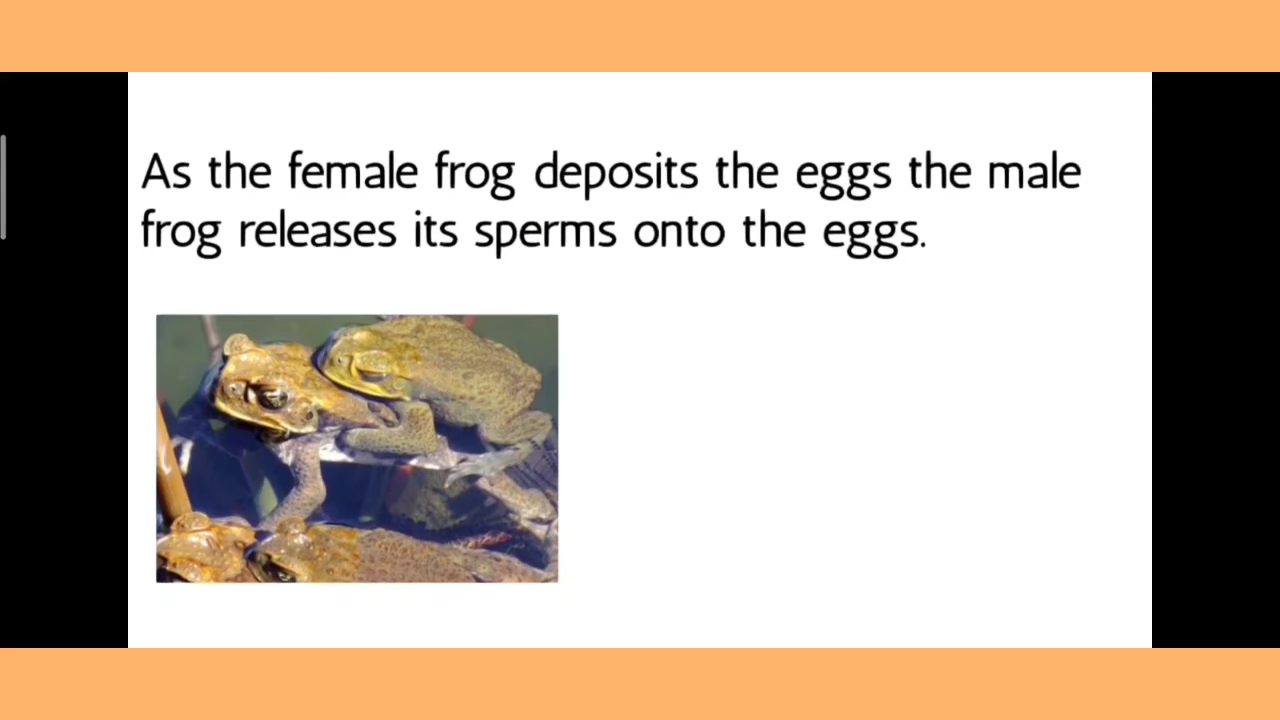 As the female frog deposits the eggs the male
frog releases its sperms onto the eggs.